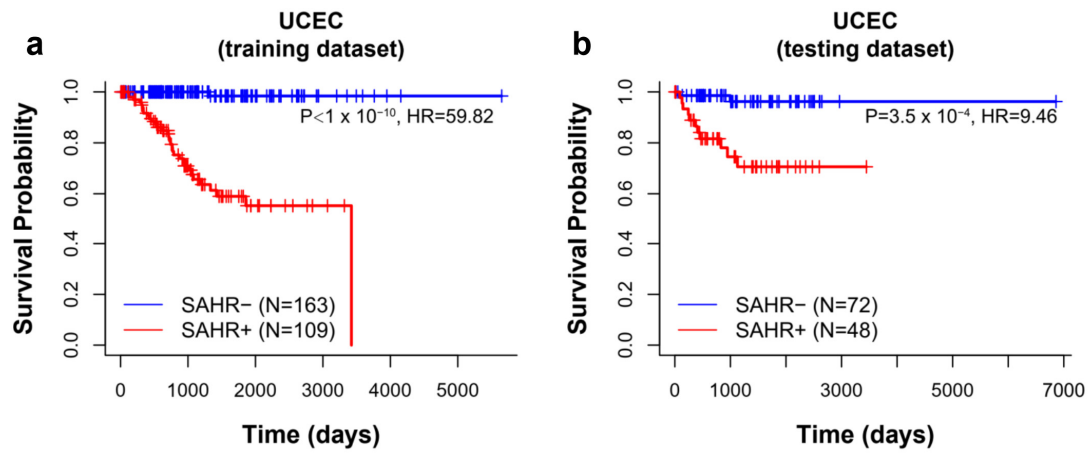 a
UCEC
(training dataset)
Survival Probability
1.0
0.8
0.6
0.4
0.2
0.0
P<1 x 10⁻¹⁰, HR=59.82
SAHR− (N=163)
SAHR+ (N=109)
0 1000 2000 3000 4000 5000
Time (days)
b
UCEC
(testing dataset)
Survival Probability
1.0
0.8
0.6
0.4
0.2
0.0
P=3.5 x 10⁻⁴, HR=9.46
SAHR− (N=72)
SAHR+ (N=48)
0 1000 3000 5000 7000
Time (days)